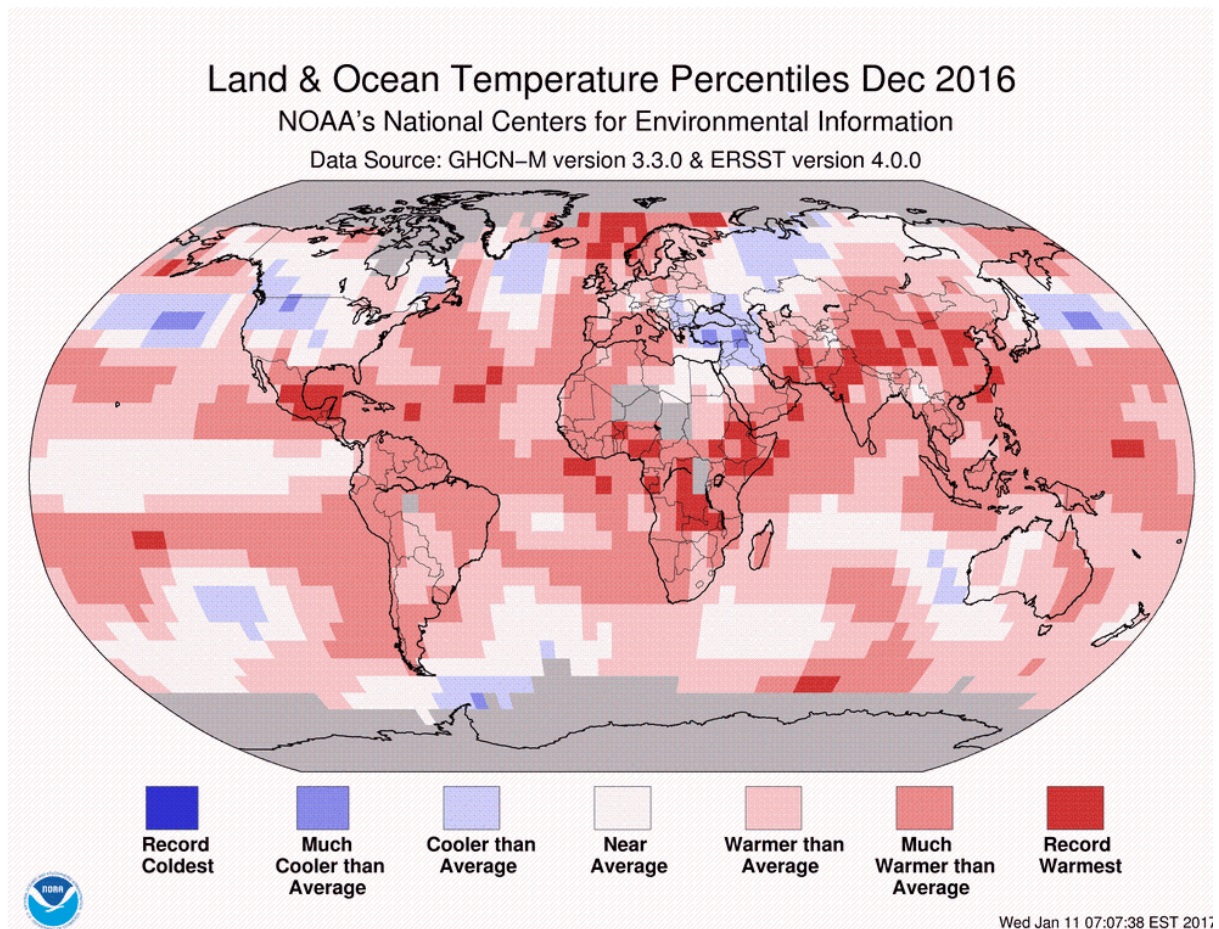 Land & Ocean Temperature Percentiles Dec 2016
NOAA's National Centers for Environmental Information
Data Source: GHCN–M version 3.3.0 & ERSST version 4.0.0
Record
Coldest
Much
Cooler than
Average
Cooler than
Average
Near
Average
Warmer than
Average
Much
Warmer than
Average
Record
Warmest
NOAA
Wed Jan 11 07:07:38 EST 2017